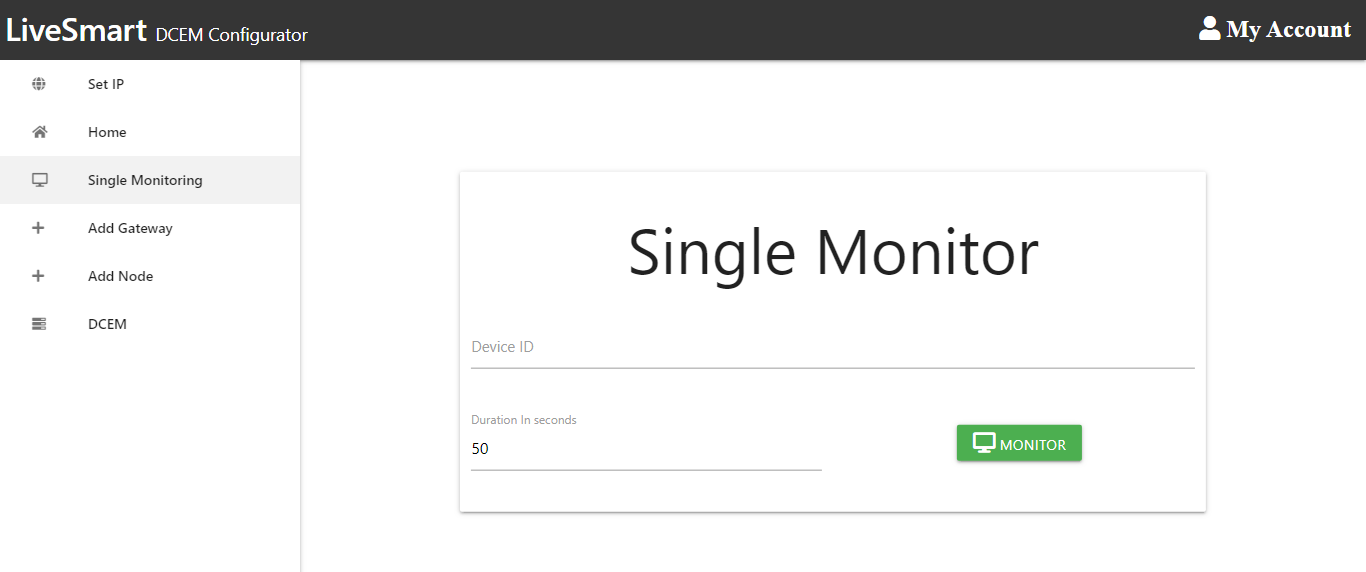 LiveSmart DCEM Configurator
My Account
Set IP
Home
Single Monitoring
Add Gateway
Add Node
DCEM
Single Monitor
Device ID
Duration In seconds
50
MONITOR